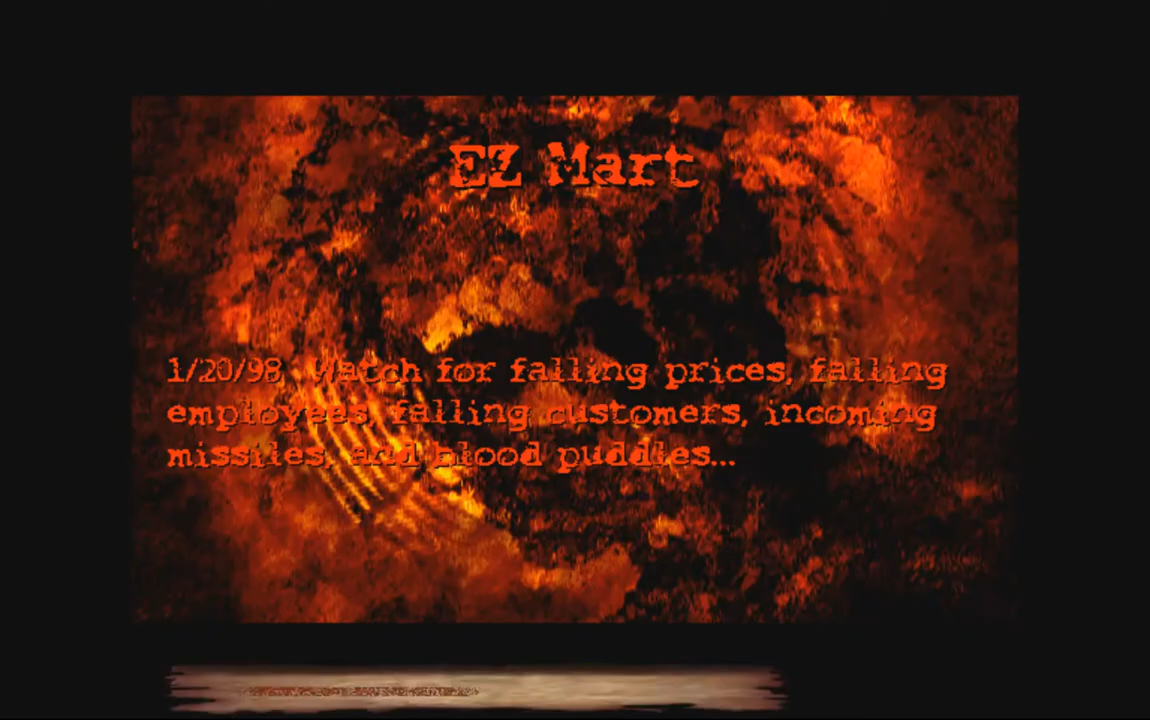 EZ Mart
1/20/98 Watch for falling prices, falling
employees, falling customers, incoming
missiles, and blood puddles...